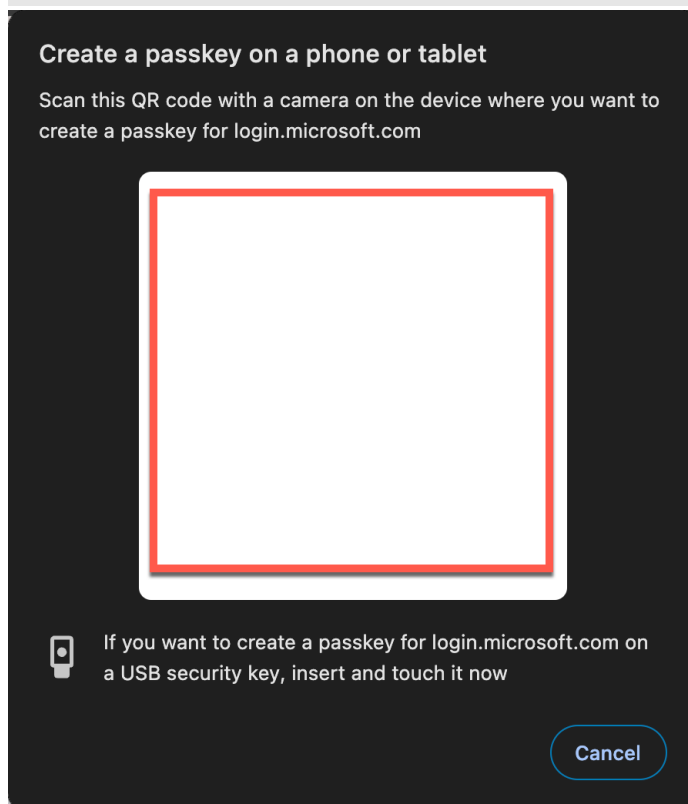 Create a passkey on a phone or tablet
Scan this QR code with a camera on the device where you want to
create a passkey for login.microsoft.com
If you want to create a passkey for login.microsoft.com on
a USB security key, insert and touch it now
Cancel